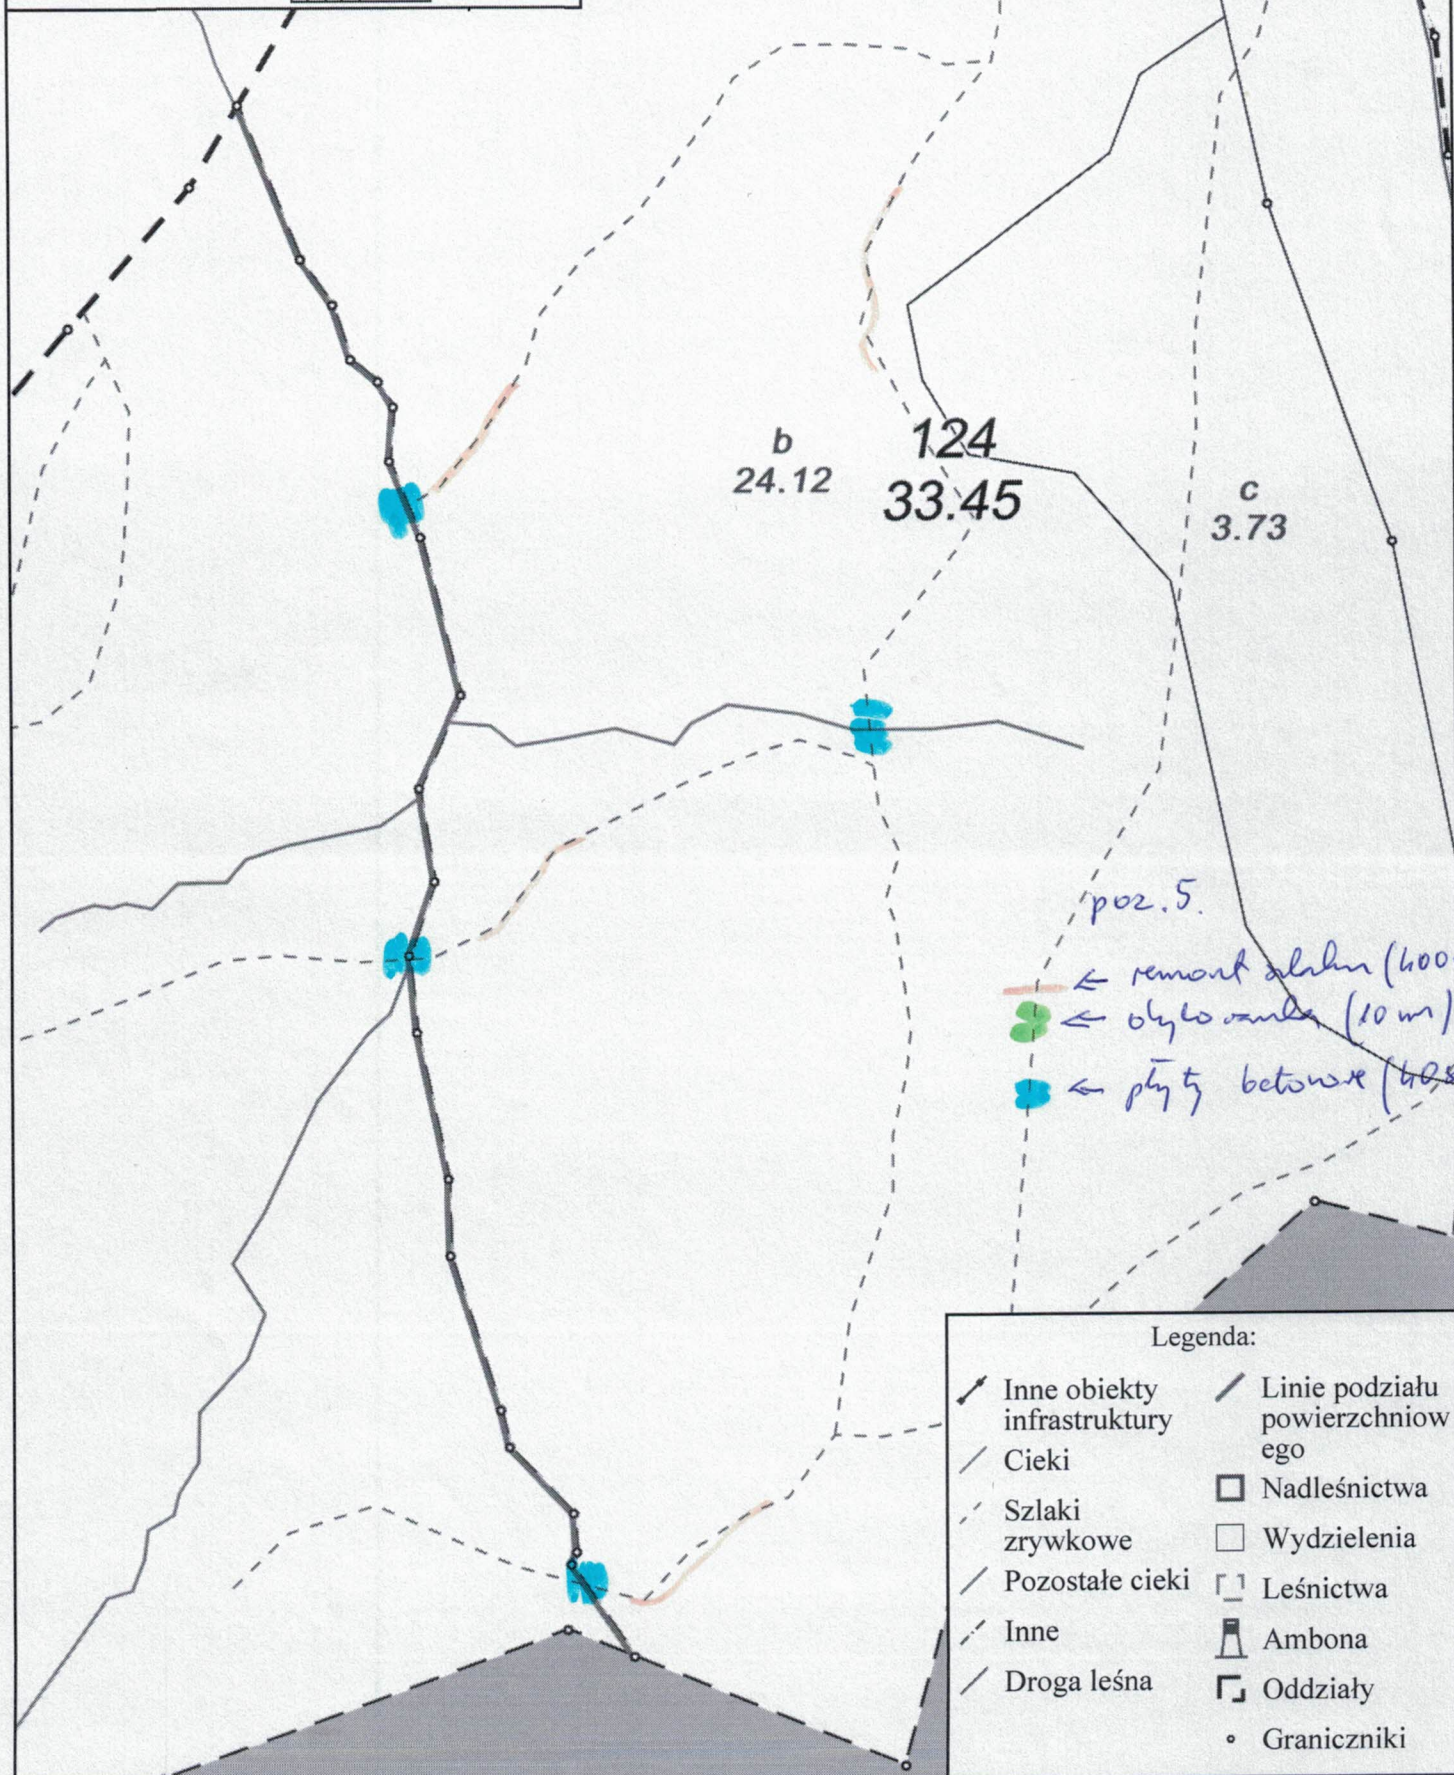 b
24.12
124
33.45
c
3.73
poz. 5.
← remont szlaku (400
← dylowanka (10 m)
← płyty betonowe (40
Legenda:
Inne obiekty
infrastruktury
Cieki
Szlaki
zrywkowe
Pozostałe cieki
Inne
Droga leśna
Linie podziału
powierzchniow
ego
Nadleśnictwa
Wydzielenia
Leśnictwa
Ambona
Oddziały
Graniczniki